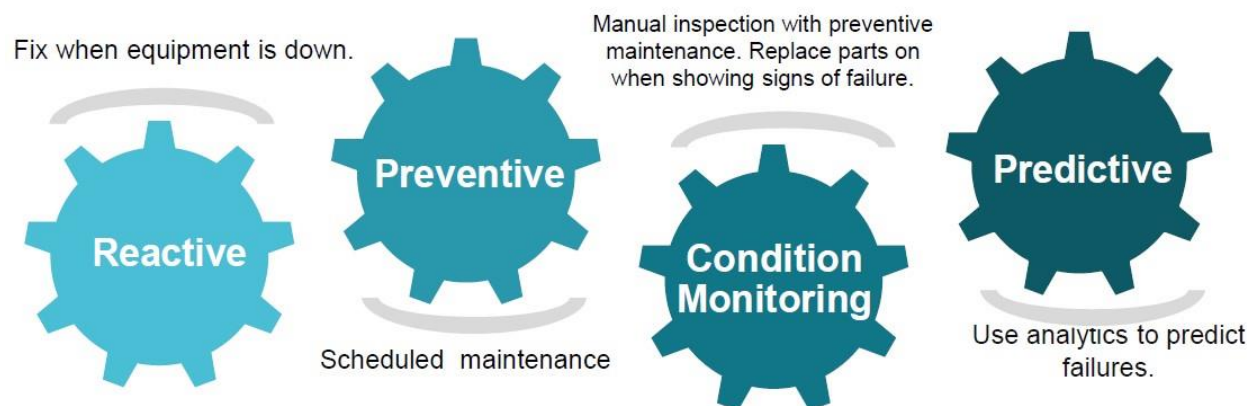 Fix when equipment is down.
Reactive
Preventive
Scheduled maintenance
Manual inspection with preventive
maintenance. Replace parts on
when showing signs of failure.
Condition
Monitoring
Predictive
Use analytics to predict
failures.